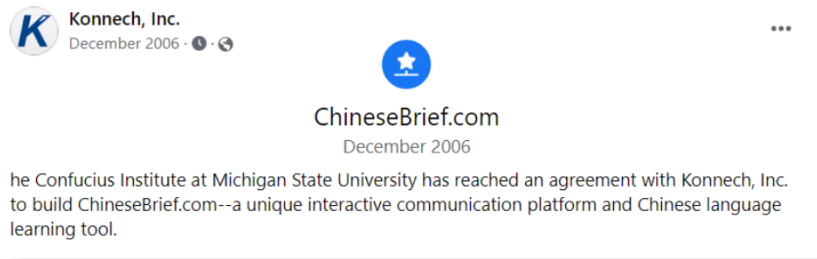 Konnech, Inc.
December 2006 · ·
ChineseBrief.com
December 2006
he Confucius Institute at Michigan State University has reached an agreement with Konnech, Inc.
to build ChineseBrief.com--a unique interactive communication platform and Chinese language
learning tool.